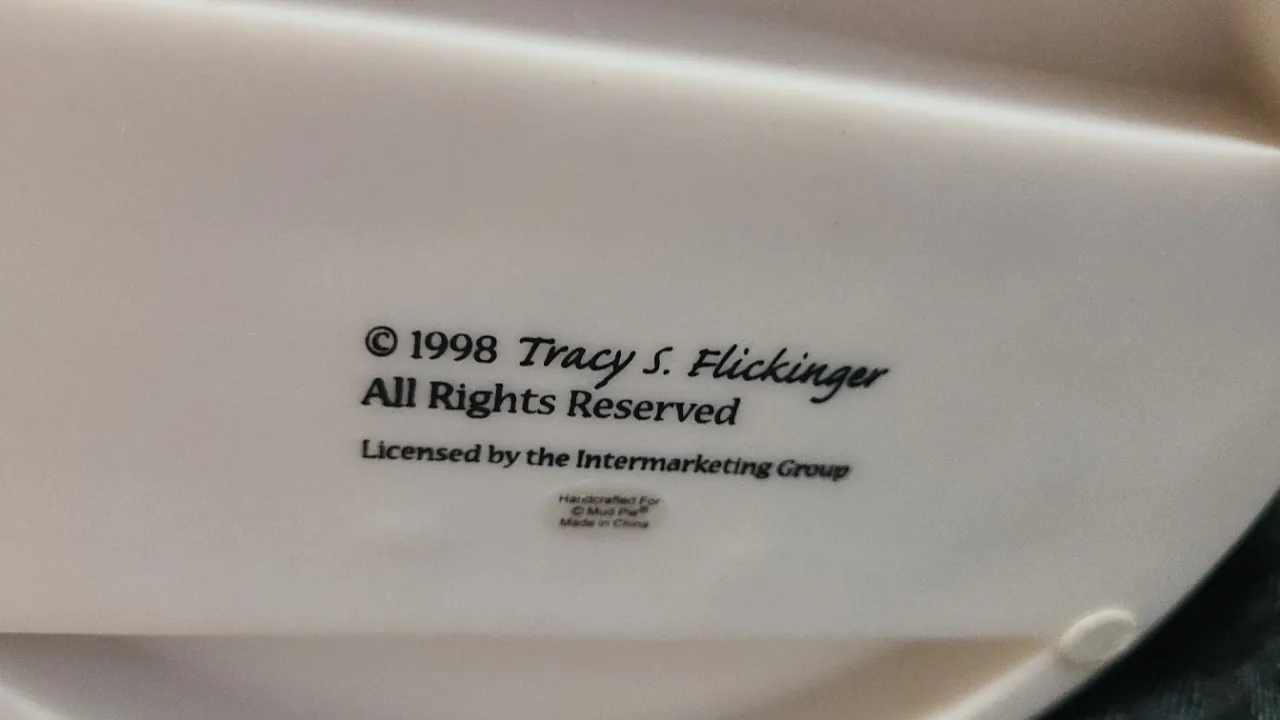 © 1998 Tracy S. Flickinger
All Rights Reserved
Licensed by the Intermarketing Group
Handcrafted For
© Mud Pie®
Made in China